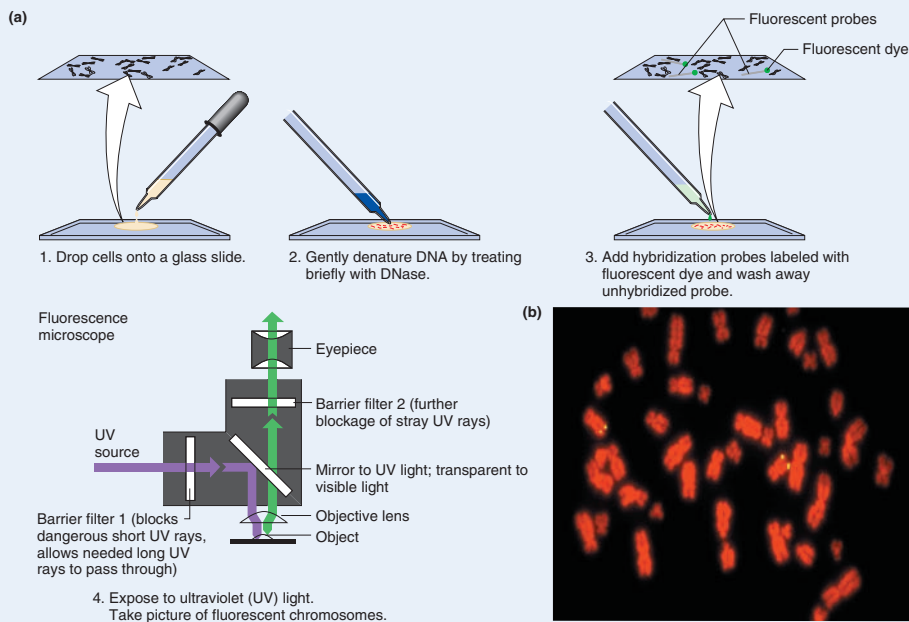 (a)
Fluorescent probes
Fluorescent dye
1. Drop cells onto a glass slide.
2. Gently denature DNA by treating
briefly with DNase.
3. Add hybridization probes labeled with
fluorescent dye and wash away
unhybridized probe.
Fluorescence
microscope
Eyepiece
Barrier filter 2 (further
blockage of stray UV rays)
UV
source
Mirror to UV light; transparent to
visible light
Barrier filter 1 (blocks
dangerous short UV rays,
allows needed long UV
rays to pass through)
Objective lens
Object
4. Expose to ultraviolet (UV) light.
Take picture of fluorescent chromosomes.
(b)